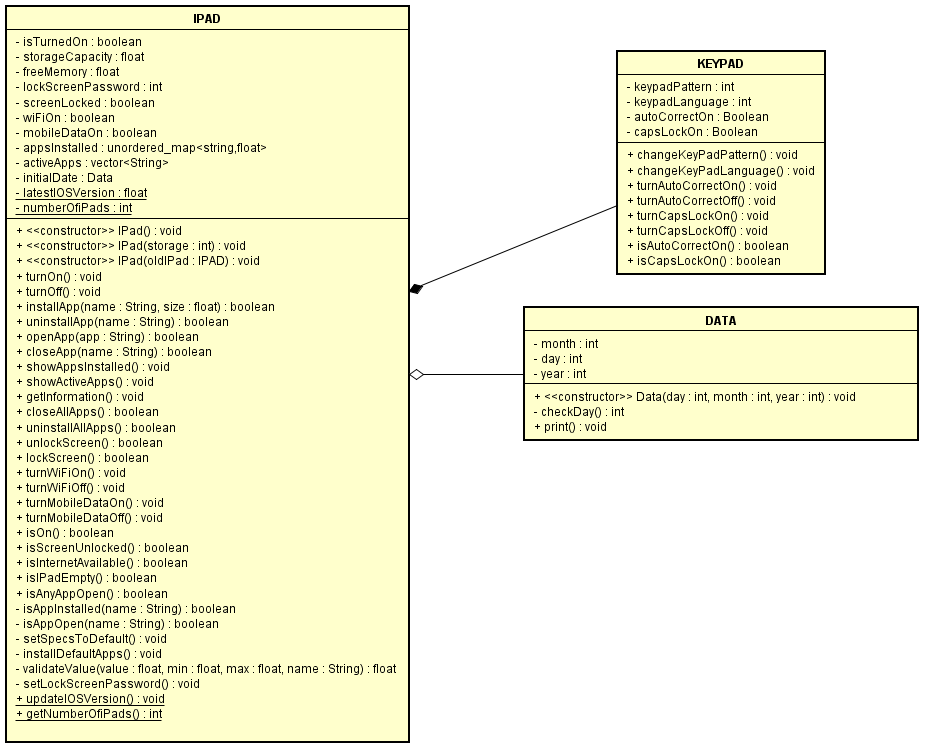 IPAD
- isTurnedOn : boolean
- storageCapacity : float
- freeMemory : float
- lockScreenPassword : int
- screenLocked : boolean
- wiFiOn : boolean
- mobileDataOn : boolean
- appsInstalled : unordered_map<string,float>
- activeApps : vector<String>
- initialDate : Data
- latestIOSVersion : float
- numberOfiPads : int
+ <<constructor>> IPad() : void
+ <<constructor>> IPad(storage : int) : void
+ <<constructor>> IPad(oldIPad : IPAD) : void
+ turnOn() : void
+ turnOff() : void
+ installApp(name : String, size : float) : boolean
+ uninstallApp(name : String) : boolean
+ openApp(app : String) : boolean
+ closeApp(name : String) : boolean
+ showAppsInstalled() : void
+ showActiveApps() : void
+ getInformation() : void
+ closeAllApps() : boolean
+ uninstallAllApps() : boolean
+ unlockScreen() : boolean
+ lockScreen() : boolean
+ turnWiFiOn() : void
+ turnWiFiOff() : void
+ turnMobileDataOn() : void
+ turnMobileDataOff() : void
+ isOn() : boolean
+ isScreenUnlocked() : boolean
+ isInternetAvailable() : boolean
+ isIPadEmpty() : boolean
+ isAnyAppOpen() : boolean
- isAppInstalled(name : String) : boolean
- isAppOpen(name : String) : boolean
- setSpecsToDefault() : void
- installDefaultApps() : void
- validateValue(value : float, min : float, max : float, name : String) : float
- setLockScreenPassword() : void
+ updateIOSVersion() : void
+ getNumberOfiPads() : int
KEYPAD
- keypadPattern : int
- keypadLanguage : int
- autoCorrectOn : Boolean
- capsLockOn : Boolean
+ changeKeyPadPattern() : void
+ changeKeyPadLanguage() : void
+ turnAutoCorrectOn() : void
+ turnAutoCorrectOff() : void
+ turnCapsLockOn() : void
+ turnCapsLockOff() : void
+ isAutoCorrectOn() : boolean
+ isCapsLockOn() : boolean
DATA
- month : int
- day : int
- year : int
+ <<constructor>> Data(day : int, month : int, year : int) : void
- checkDay() : int
+ print() : void